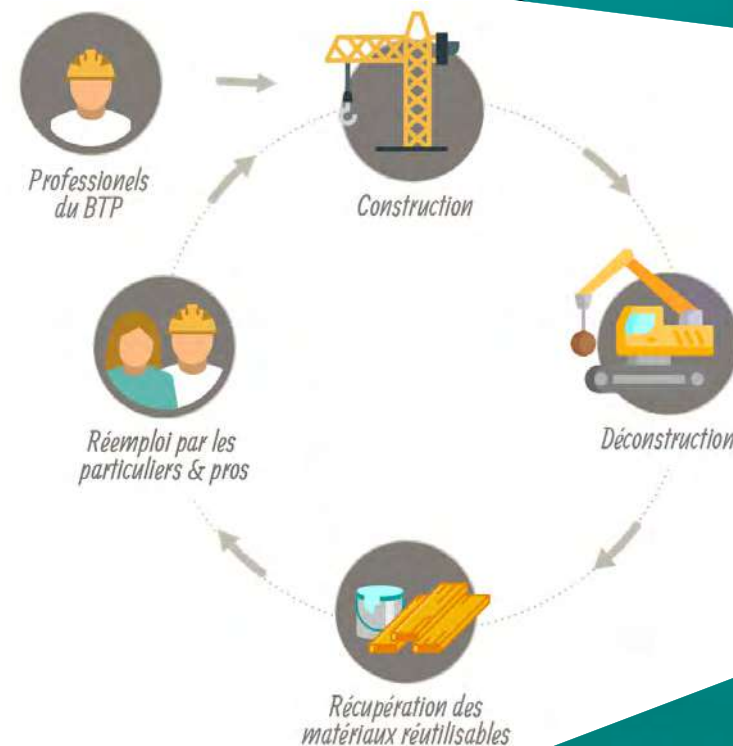 Professionels
du BTP
Construction
Déconstruction
Récupération des
matériaux réutilisables
Réemploi par les
particuliers & pros